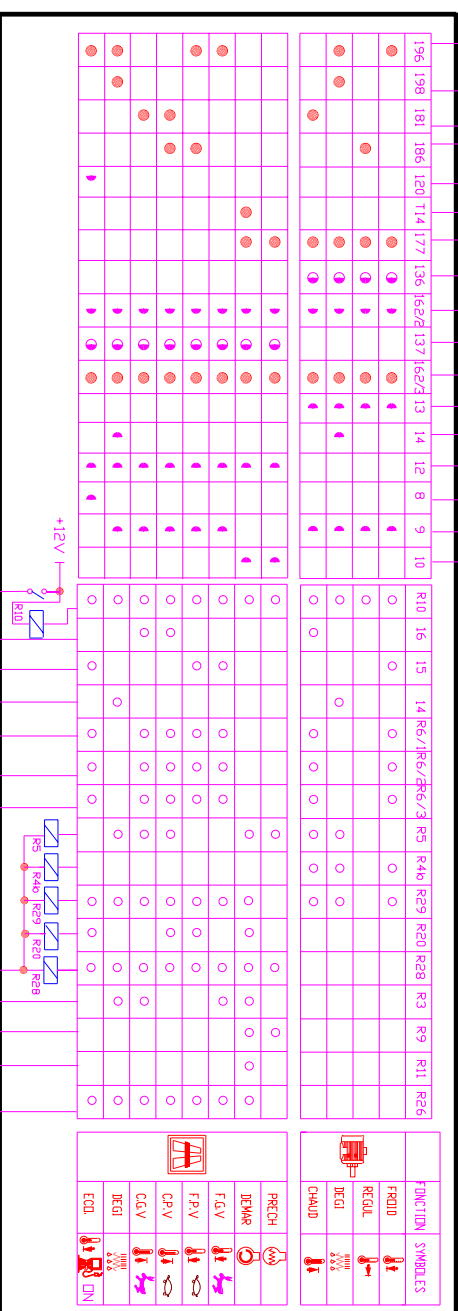 FONCTION SYMBOLES
196 198 181 186 120 T14 177 136 162/2 137 162/3 13 14 12 8 9 10
R10 16 15 14 R6/1 R6/2 R6/3 R5 R4b R29 R20 R28 R3 R9 R11 R26
FROID
REGUL
DEGI
CHAUD
PRECH
DEMAR
F.G.V
F.P.V
C.P.V
C.G.V
DEGI
ECO. ON
+12V
R10
R5
R4b
R29
R20
R28